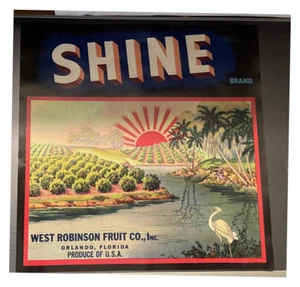 SHINE
BRAND
WEST ROBINSON FRUIT CO., INC.
ORLANDO, FLORIDA
PRODUCE OF U.S.A.